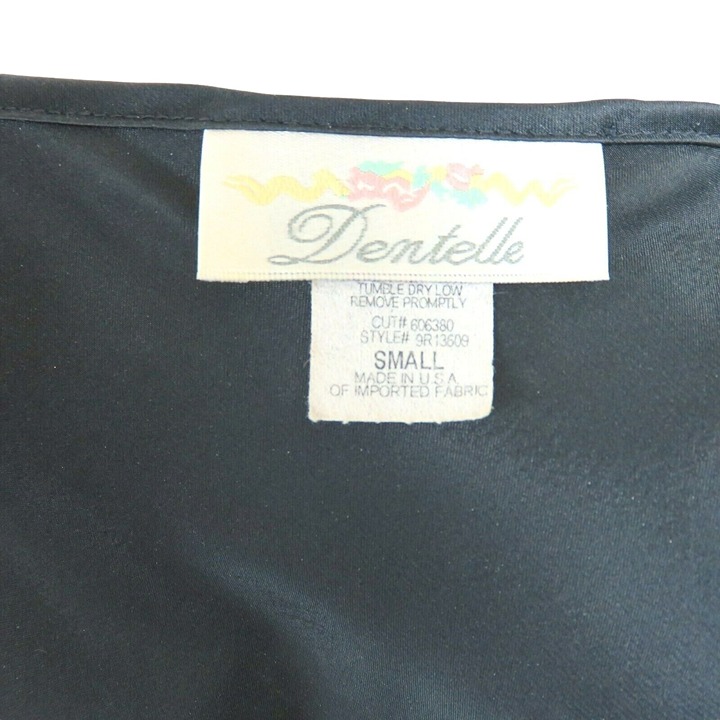 Dentelle
TUMBLE DRY LOW
REMOVE PROMPTLY
CUT# 606380
STYLE# 9R13609
SMALL
MADE IN U.S.A.
OF IMPORTED FABRIC